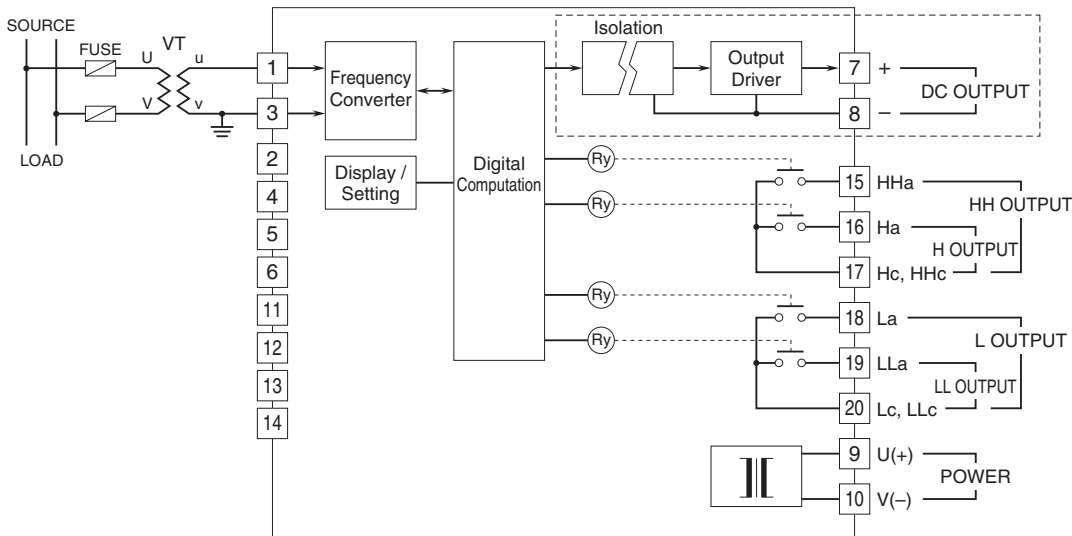 SOURCE
FUSE
VT
U
u
V
v
LOAD
1
3
2
4
5
6
11
12
13
14
Frequency
Converter
Display /
Setting
Digital
Computation
Isolation
Output
Driver
7
+
8
–
DC OUTPUT
Ry
Ry
Ry
Ry
15
HHa
HH OUTPUT
16
Ha
H OUTPUT
17
Hc, HHc
18
La
L OUTPUT
19
LLa
LL OUTPUT
20
Lc, LLc
9
U(+)
POWER
10
V(–)